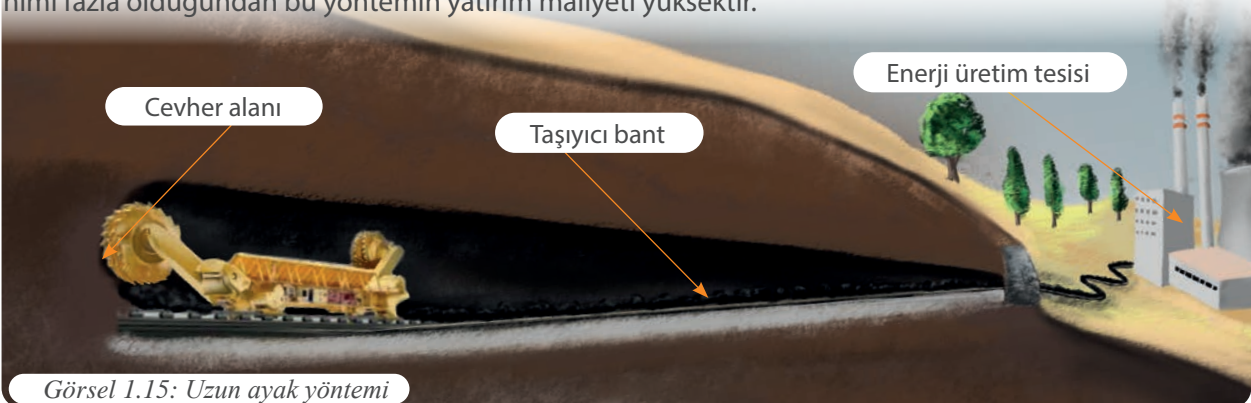 nımı fazla olduğundan bu yöntemin yatırım maliyeti yüksektir.
Enerji üretim tesisi
Cevher alanı
Taşıyıcı bant
Görsel 1.15: Uzun ayak yöntemi